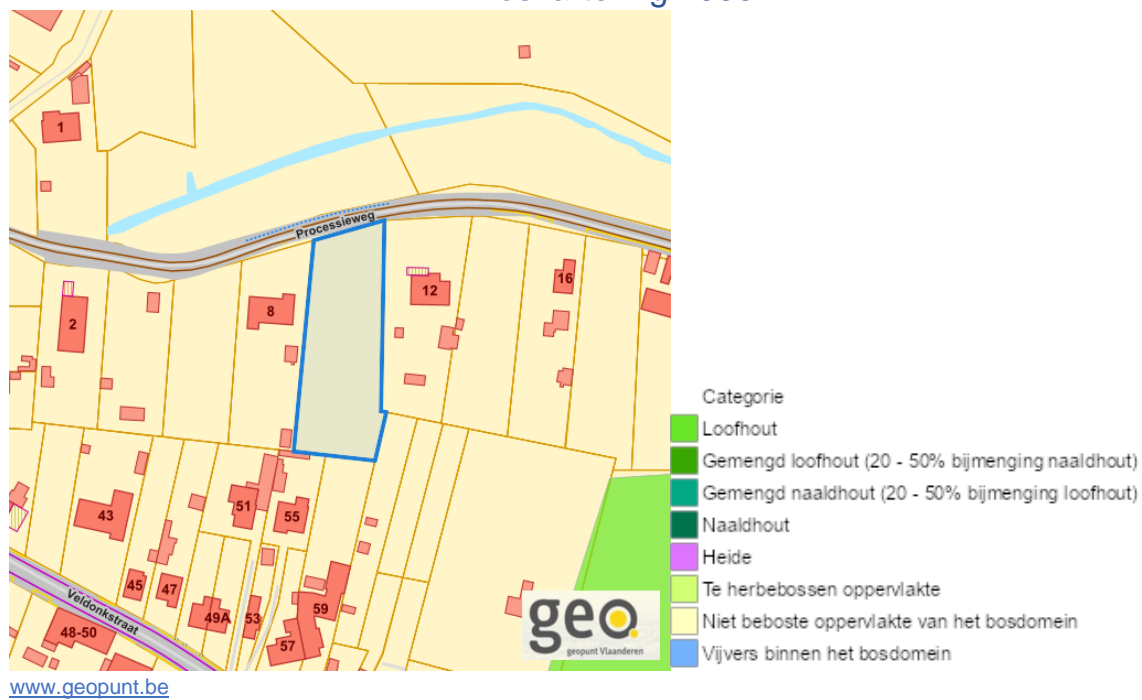 1
Processieweg
12
16
8
2
51
55
43
45
47
49A
53
59
57
48-50
Veldonkstraat
geo
geopunt Vlaanderen
Categorie
Loofhout
Gemengd loofhout (20 - 50% bijmenging naaldhout)
Gemengd naaldhout (20 - 50% bijmenging loofhout)
Naaldhout
Heide
Te herbebossen oppervlakte
Niet beboste oppervlakte van het bosdomein
Vijvers binnen het bosdomein
www.geopunt.be